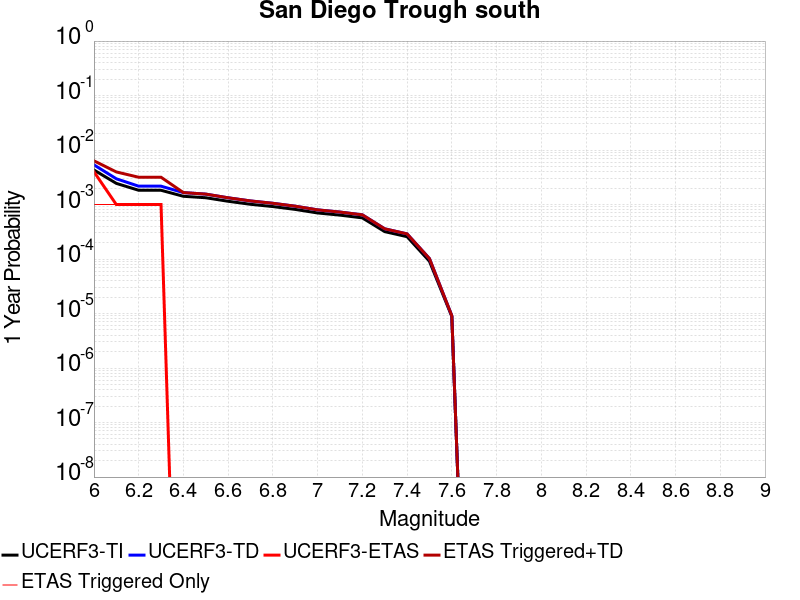 San Diego Trough south
10^0
10^-1
10^-2
10^-3
10^-4
10^-5
10^-6
10^-7
10^-8
1 Year Probability
6 6.2 6.4 6.6 6.8 7 7.2 7.4 7.6 7.8 8 8.2 8.4 8.6 8.8 9
Magnitude
UCERF3-TI UCERF3-TD UCERF3-ETAS ETAS Triggered+TD
ETAS Triggered Only